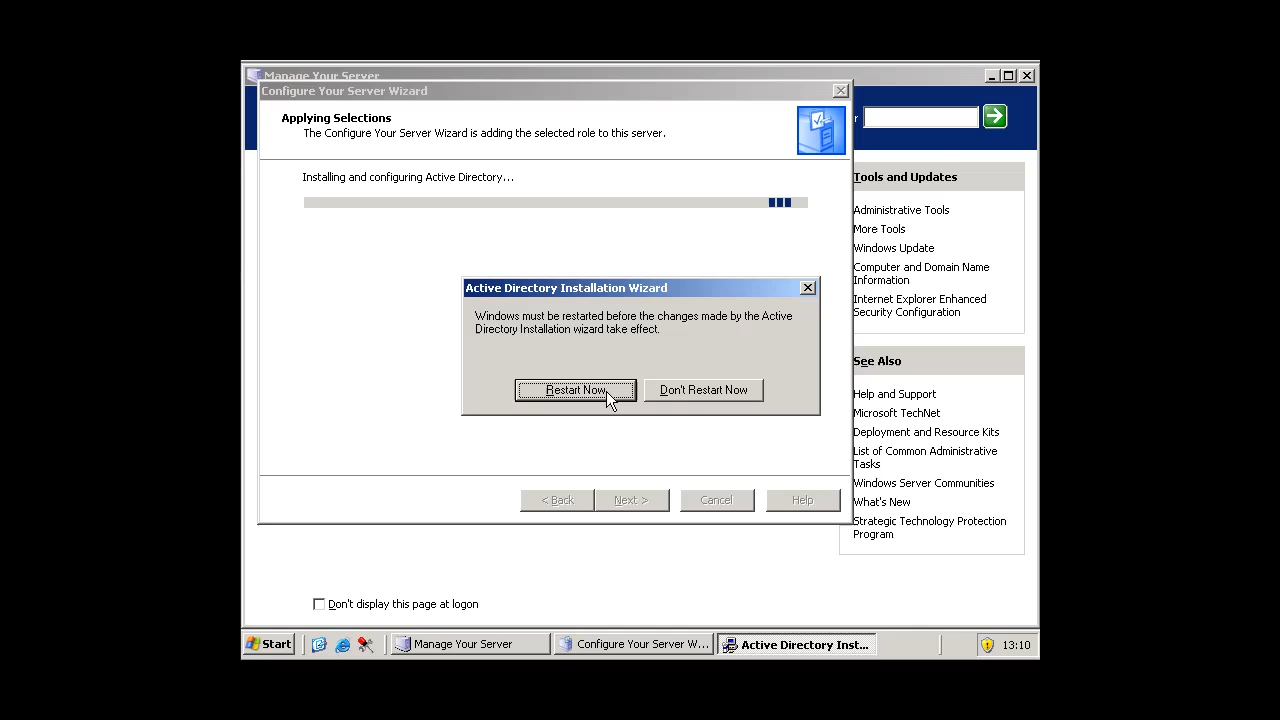 Manage Your Server
Configure Your Server Wizard
Applying Selections
The Configure Your Server Wizard is adding the selected role to this server.
Installing and configuring Active Directory...
r
Tools and Updates
Administrative Tools
More Tools
Windows Update
Computer and Domain Name
Information
Internet Explorer Enhanced
Security Configuration
Active Directory Installation Wizard
Windows must be restarted before the changes made by the Active
Directory Installation wizard take effect.
Restart Now
Don't Restart Now
See Also
Help and Support
Microsoft TechNet
Deployment and Resource Kits
List of Common Administrative
Tasks
Windows Server Communities
What's New
Strategic Technology Protection
Program
< Back
Next >
Cancel
Help
Don't display this page at logon
Start
Manage Your Server
Configure Your Server W...
Active Directory Inst...
13:10